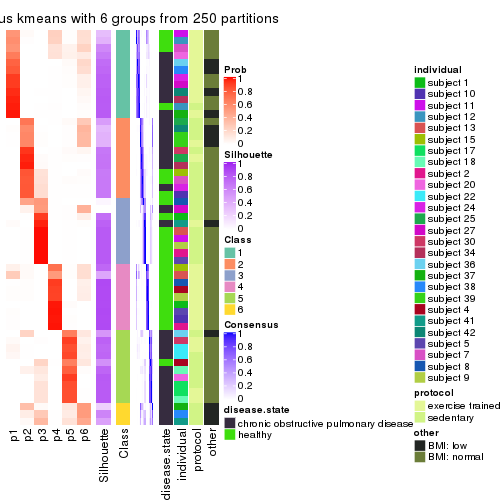 us kmeans with 6 groups from 250 partitions
Prob
1
0.8
0.6
0.4
0.2
0
Silhouette
1
0.8
0.6
0.4
0.2
0
Class
1
2
3
4
5
6
Consensus
1
0.8
0.6
0.4
0.2
0
disease.state
chronic obstructive pulmonary disease
healthy
individual
subject 1
subject 10
subject 11
subject 12
subject 13
subject 15
subject 17
subject 18
subject 2
subject 20
subject 22
subject 24
subject 25
subject 27
subject 30
subject 34
subject 36
subject 37
subject 38
subject 39
subject 4
subject 41
subject 42
subject 5
subject 7
subject 8
subject 9
protocol
exercise trained
sedentary
other
BMI: low
BMI: normal
p1
p2
p3
p4
p5
p6
Silhouette
Class
disease.state
individual
protocol
other